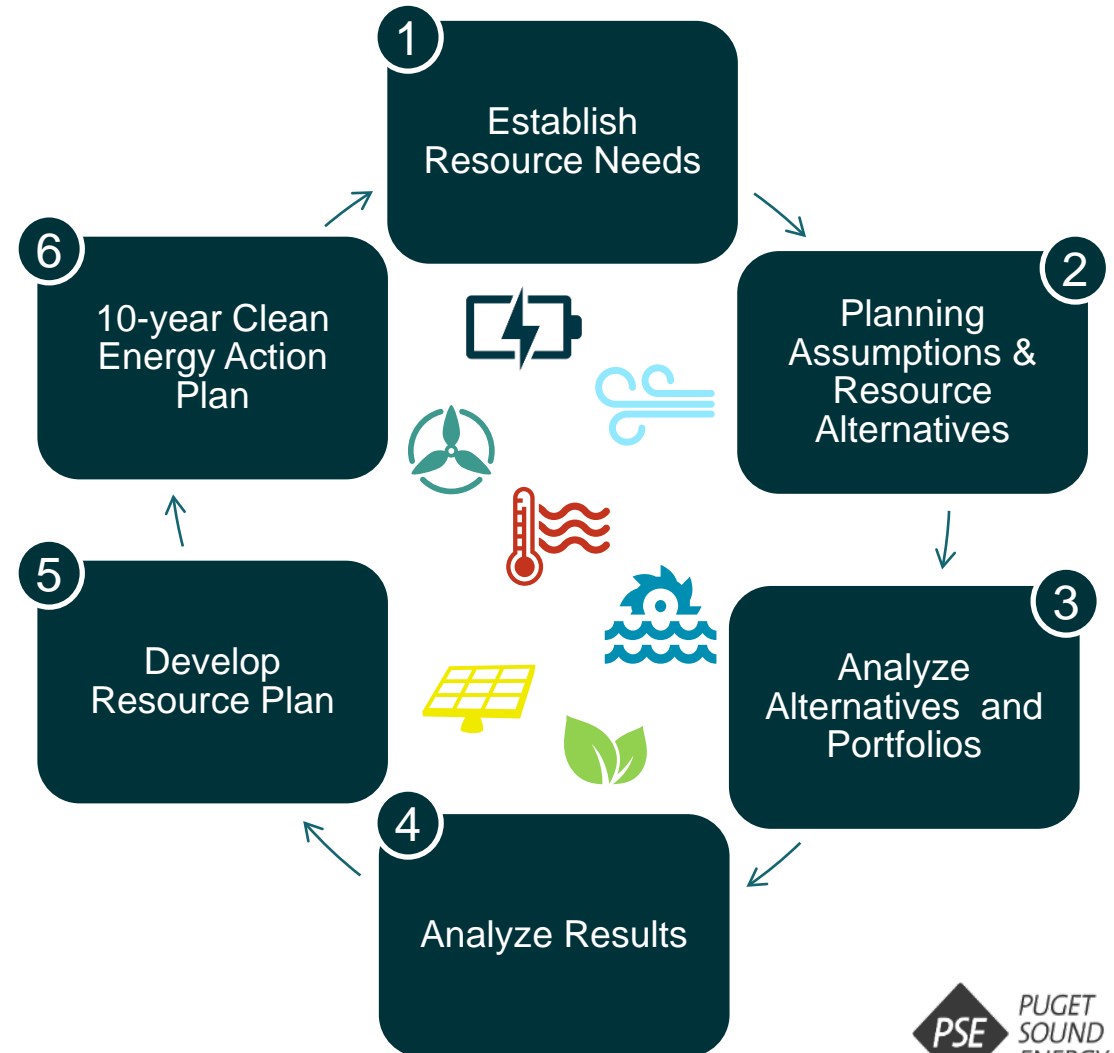 1
Establish
Resource Needs
2
Planning
Assumptions &
Resource
Alternatives
3
Analyze
Alternatives  and
Portfolios
4
Analyze Results
5
Develop
Resource Plan
6
10-year Clean
Energy Action
Plan
PSE
PUGET
SOUND
ENERGY